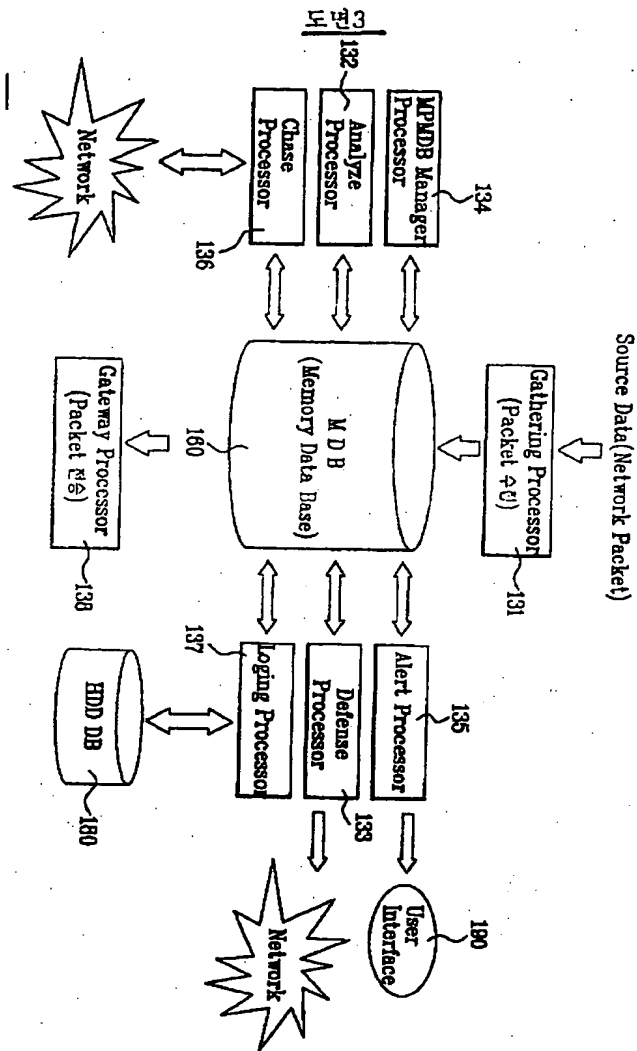 도면3
Source Data(Network Packet)
Gathering Processor
(Packet 수집)
131
MPMDB Manager
Processor
134
132
Analyze
Processor
Chase
Processor
136
Network
M D B
(Memory Data Base)
160
Alert Processor
135
User
Interface
190
Defense
Processor
133
Network
137
Loging Processor
HDD DB
180
Gateway Processor
(Packet 전송)
138